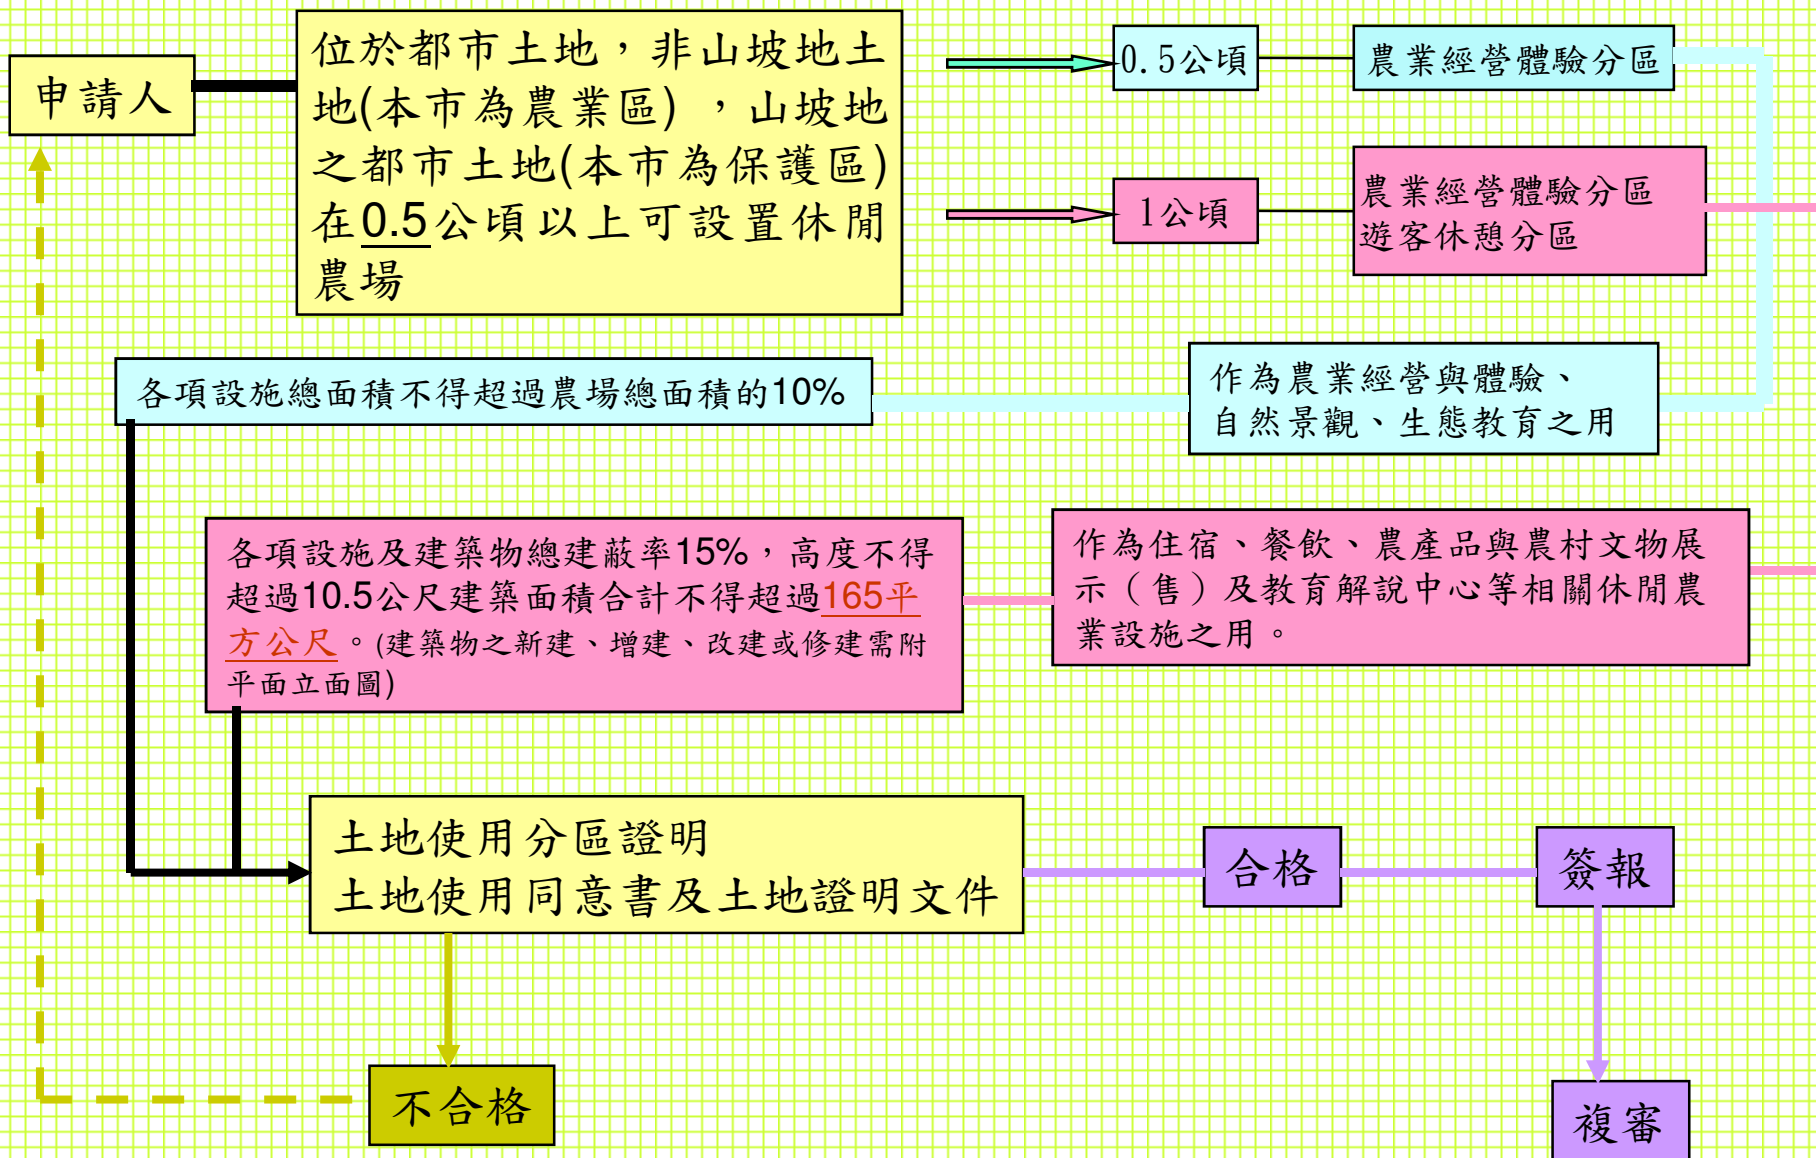 申請人
位於都市土地，非山坡地土
地(本市為農業區) ，山坡地
之都市土地(本市為保護區)
在0.5公頃以上可設置休閒
農場
0.5公頃
農業經營體驗分區
1公頃
農業經營體驗分區
遊客休憩分區
各項設施總面積不得超過農場總面積的10%
作為農業經營與體驗、
自然景觀、生態教育之用
各項設施及建築物總建蔽率15%，高度不得
超過10.5公尺建築面積合計不得超過165平
方公尺。(建築物之新建、增建、改建或修建需附
平面立面圖)
作為住宿、餐飲、農產品與農村文物展
示（售）及教育解說中心等相關休閒農
業設施之用。
土地使用分區證明
土地使用同意書及土地證明文件
合格
簽報
不合格
複審